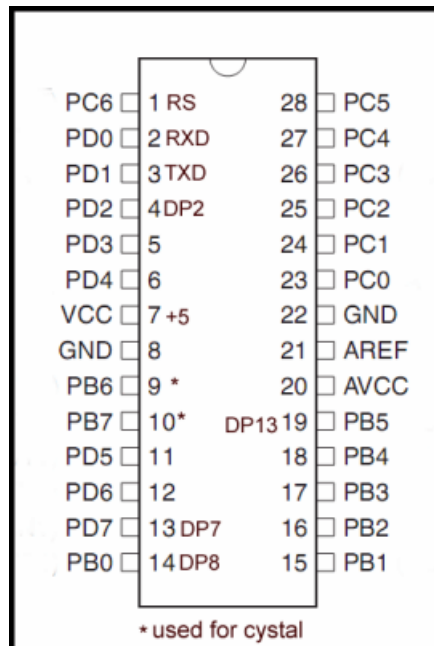 PC6 1 RS 28 PC5
PD0 2 RXD 27 PC4
PD1 3 TXD 26 PC3
PD2 4 DP2 25 PC2
PD3 5 24 PC1
PD4 6 23 PC0
VCC 7 +5 22 GND
GND 8 21 AREF
PB6 9 * 20 AVCC
PB7 10* DP13 19 PB5
PD5 11 18 PB4
PD6 12 17 PB3
PD7 13 DP7 16 PB2
PB0 14 DP8 15 PB1
* used for cystal